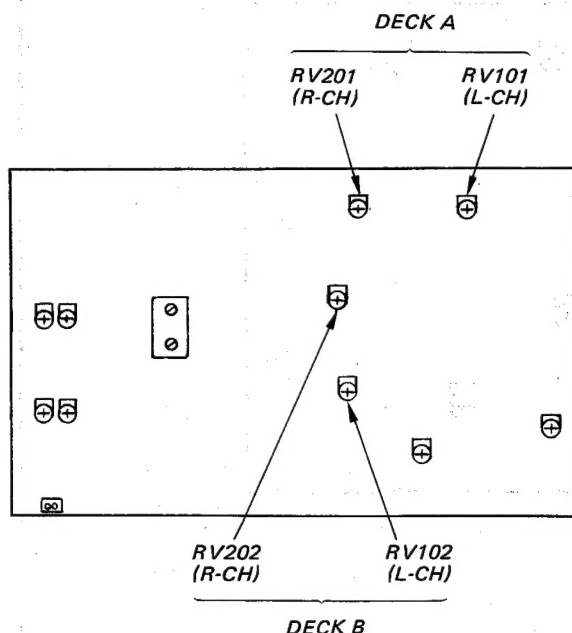 DECK A
RV201
(R-CH)
RV101
(L-CH)
RV202
(R-CH)
RV102
(L-CH)
DECK B